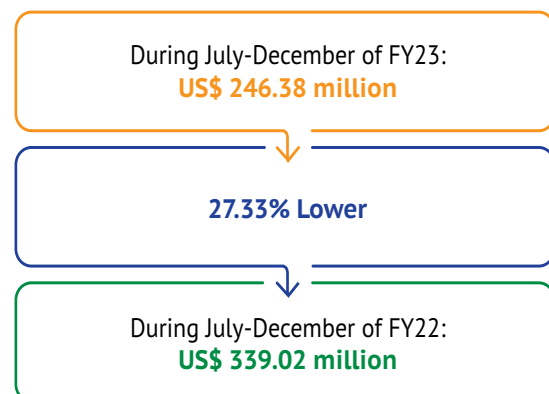 During July-December of FY23:
US$ 246.38 million
27.33% Lower
During July-December of FY22:
US$ 339.02 million